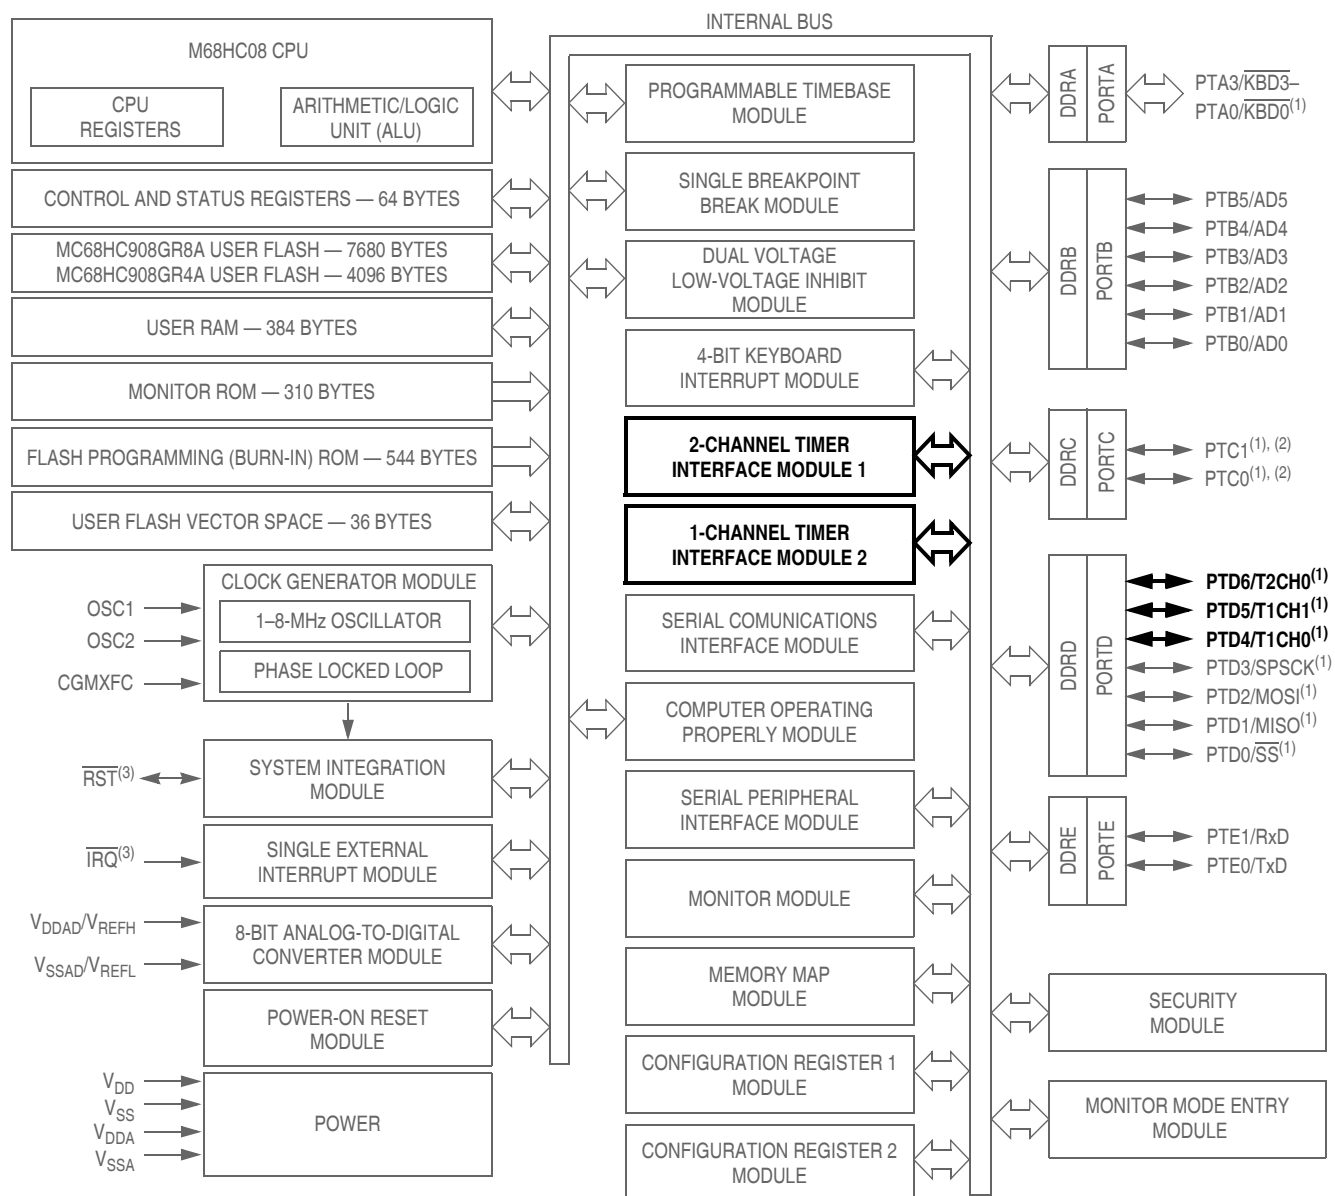 INTERNAL BUS
M68HC08 CPU
CPU
REGISTERS
ARITHMETIC/LOGIC
UNIT (ALU)
CONTROL AND STATUS REGISTERS — 64 BYTES
MC68HC908GR8A USER FLASH — 7680 BYTES
MC68HC908GR4A USER FLASH — 4096 BYTES
USER RAM — 384 BYTES
MONITOR ROM — 310 BYTES
FLASH PROGRAMMING (BURN-IN) ROM — 544 BYTES
USER FLASH VECTOR SPACE — 36 BYTES
CLOCK GENERATOR MODULE
1–8-MHz OSCILLATOR
PHASE LOCKED LOOP
OSC1
OSC2
CGMXFC
SYSTEM INTEGRATION
MODULE
RST(3)
SINGLE EXTERNAL
INTERRUPT MODULE
IRQ(3)
8-BIT ANALOG-TO-DIGITAL
CONVERTER MODULE
VDDAD/VREFH
VSSAD/VREFL
POWER-ON RESET
MODULE
POWER
VDD
VSS
VDDA
VSSA
PROGRAMMABLE TIMEBASE
MODULE
SINGLE BREAKPOINT
BREAK MODULE
DUAL VOLTAGE
LOW-VOLTAGE INHIBIT
MODULE
4-BIT KEYBOARD
INTERRUPT MODULE
2-CHANNEL TIMER
INTERFACE MODULE 1
1-CHANNEL TIMER
INTERFACE MODULE 2
SERIAL COMUNICATIONS
INTERFACE MODULE
COMPUTER OPERATING
PROPERLY MODULE
SERIAL PERIPHERAL
INTERFACE MODULE
MONITOR MODULE
MEMORY MAP
MODULE
CONFIGURATION REGISTER 1
MODULE
CONFIGURATION REGISTER 2
MODULE
DDRA
PORTA
PTA3/KBD3–
PTA0/KBD0(1)
DDRB
PORTB
PTB5/AD5
PTB4/AD4
PTB3/AD3
PTB2/AD2
PTB1/AD1
PTB0/AD0
DDRC
PORTC
PTC1(1), (2)
PTC0(1), (2)
DDRD
PORTD
PTD6/T2CH0(1)
PTD5/T1CH1(1)
PTD4/T1CH0(1)
PTD3/SPSCK(1)
PTD2/MOSI(1)
PTD1/MISO(1)
PTD0/SS(1)
DDRE
PORTE
PTE1/RxD
PTE0/TxD
SECURITY
MODULE
MONITOR MODE ENTRY
MODULE